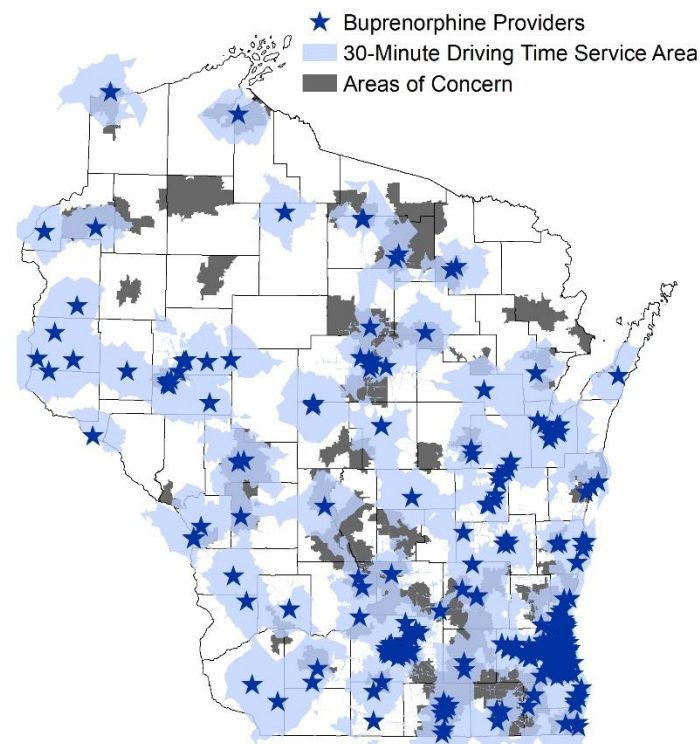 Buprenorphine Providers
30-Minute Driving Time Service Area
Areas of Concern